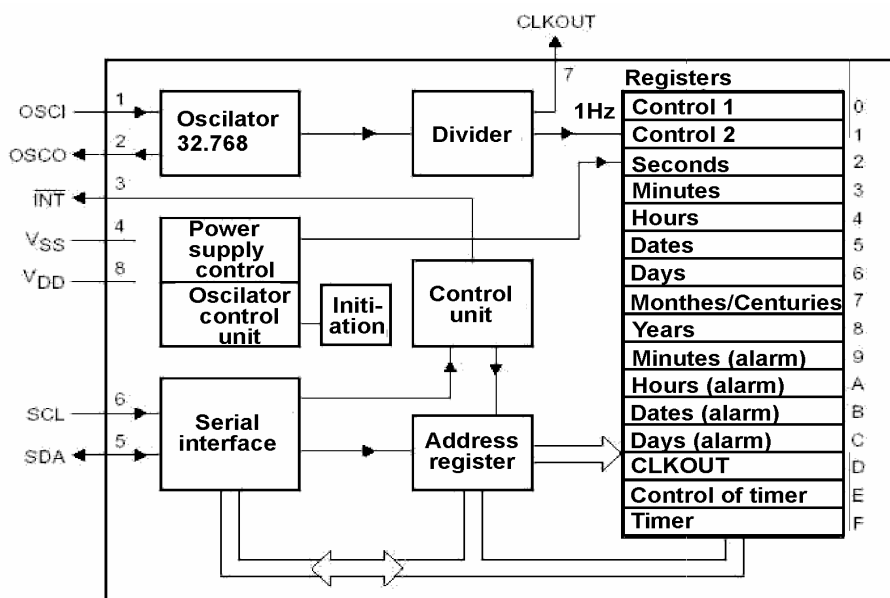 CLKOUT
7
Registers
OSCI
1
Oscilator
32.768
Divider
1Hz
Control 1
0
OSCO
2
Control 2
1
Seconds
2
INT
3
Minutes
3
VSS
4
Power
supply
control
Hours
4
Dates
5
VDD
8
Days
6
Oscilator
control
unit
Initi-
ation
Control
unit
Monthes/Centuries
7
Years
8
Minutes (alarm)
9
Hours (alarm)
A
SCL
6
Serial
interface
Dates (alarm)
B
SDA
5
Address
register
Days (alarm)
C
CLKOUT
D
Control of timer
E
Timer
F